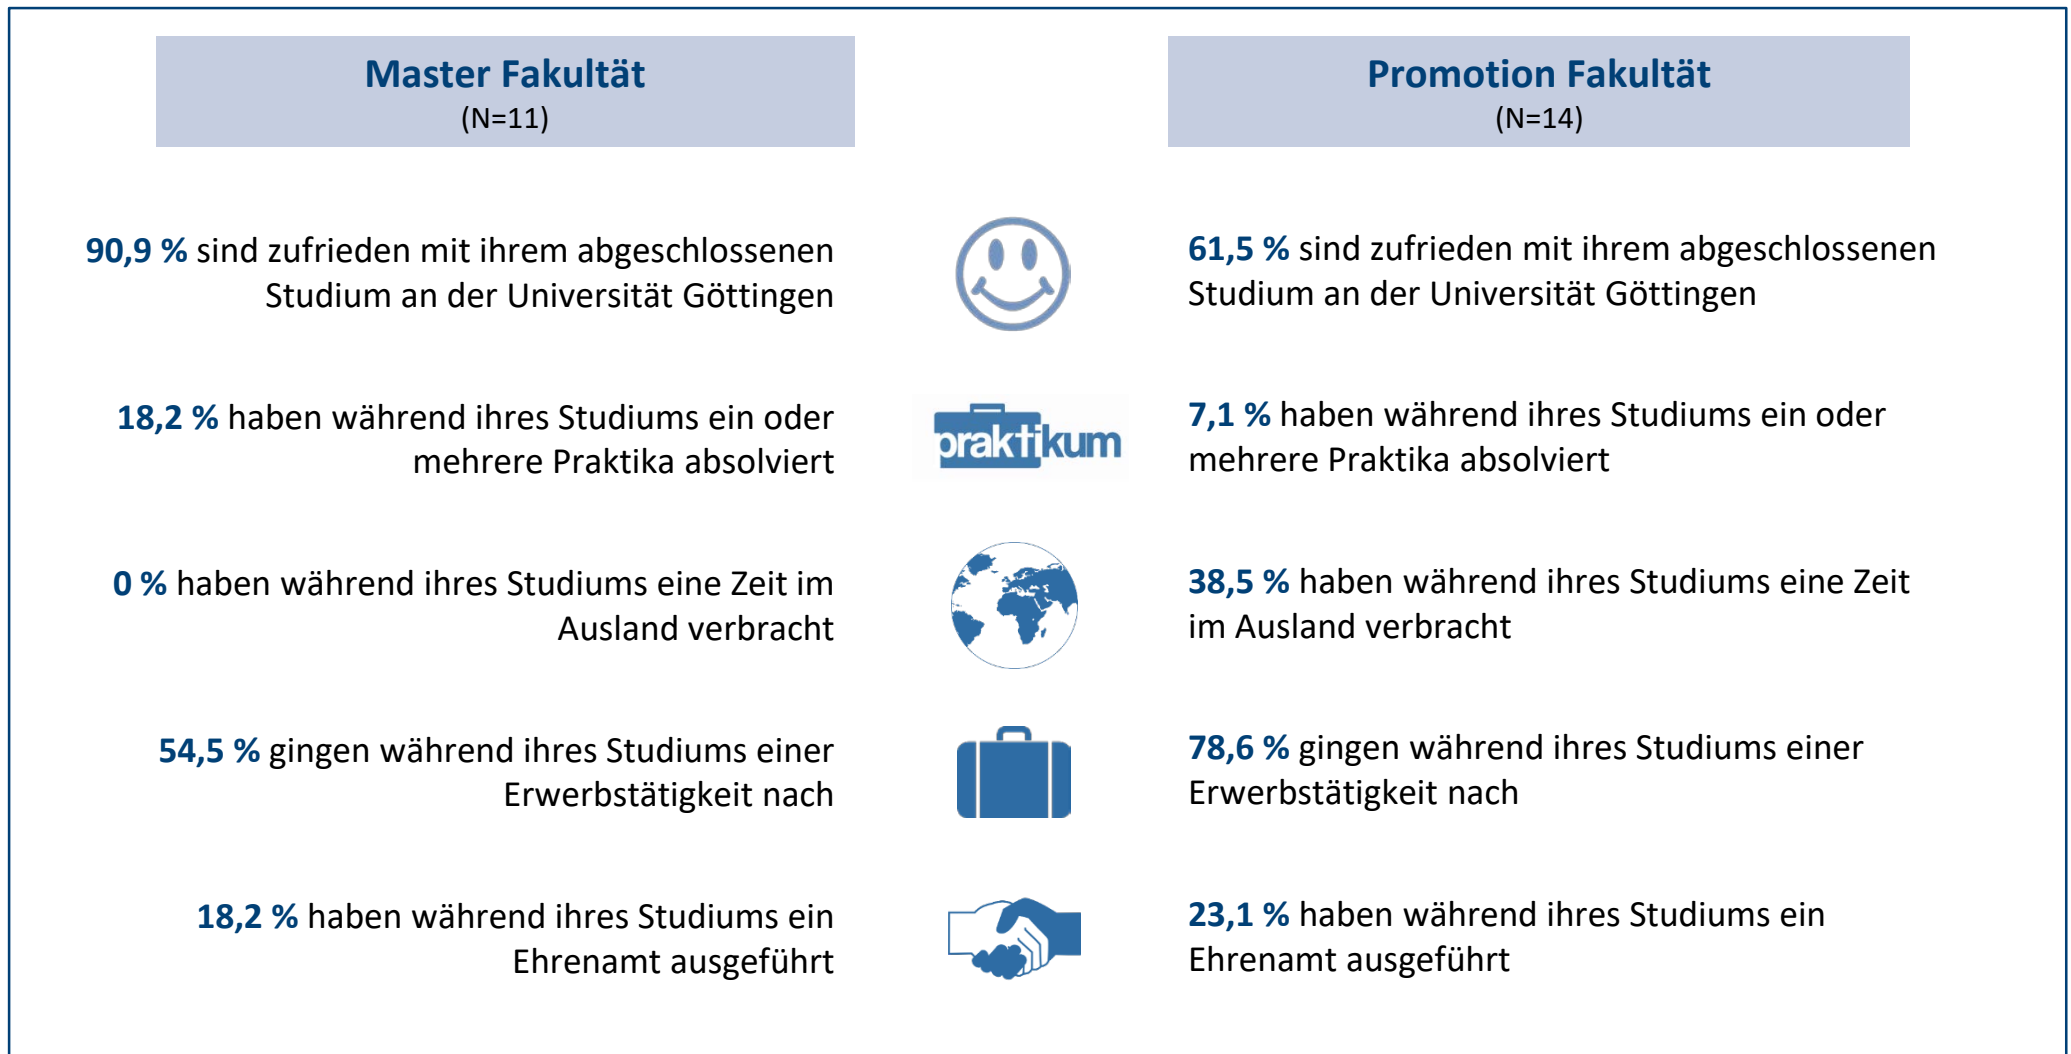 Master Fakultät
(N=11)
Promotion Fakultät
(N=14)
90,9 % sind zufrieden mit ihrem abgeschlossenen
Studium an der Universität Göttingen
61,5 % sind zufrieden mit ihrem abgeschlossenen
Studium an der Universität Göttingen
18,2 % haben während ihres Studiums ein oder
mehrere Praktika absolviert
praktikum
7,1 % haben während ihres Studiums ein oder
mehrere Praktika absolviert
0 % haben während ihres Studiums eine Zeit im
Ausland verbracht
38,5 % haben während ihres Studiums eine Zeit
im Ausland verbracht
54,5 % gingen während ihres Studiums einer
Erwerbstätigkeit nach
78,6 % gingen während ihres Studiums einer
Erwerbstätigkeit nach
18,2 % haben während ihres Studiums ein
Ehrenamt ausgeführt
23,1 % haben während ihres Studiums ein
Ehrenamt ausgeführt